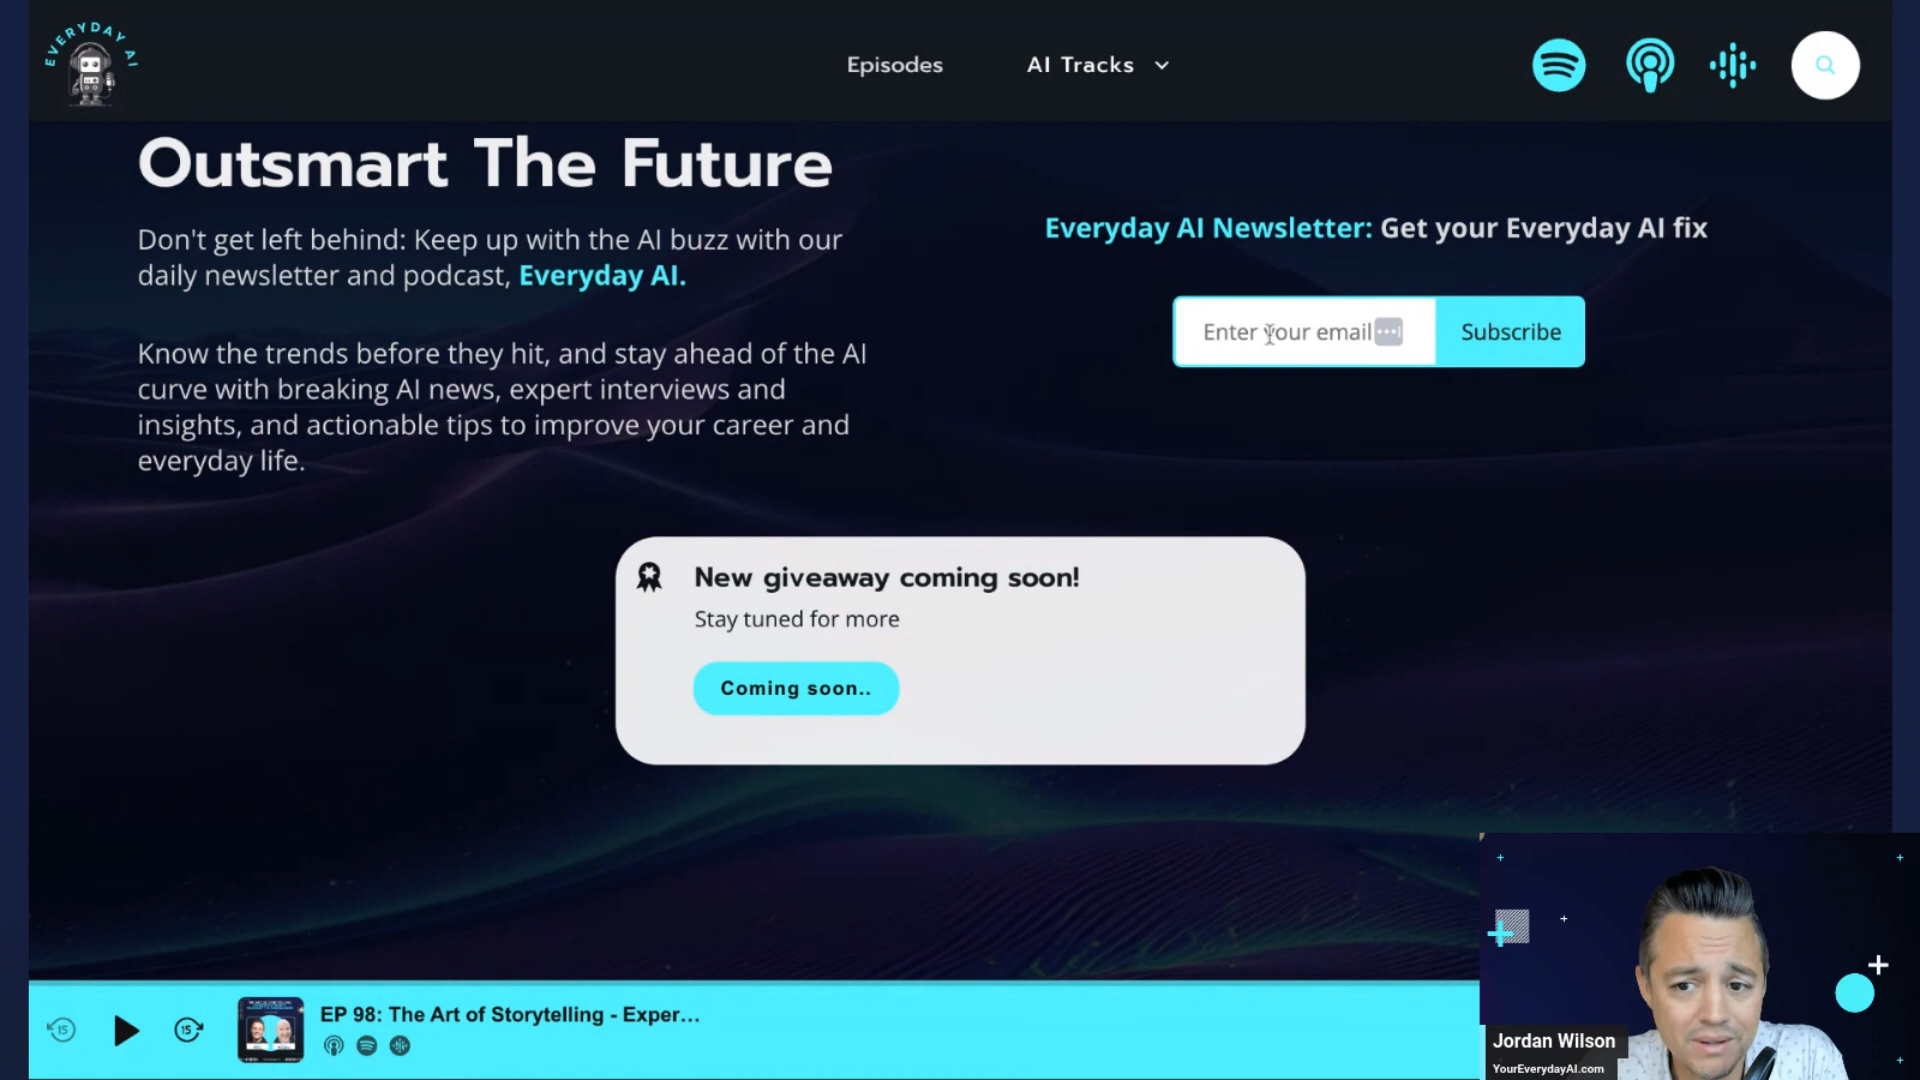 EVERYDAY AI
Episodes
AI Tracks
Outsmart The Future
Don't get left behind: Keep up with the AI buzz with our
daily newsletter and podcast, Everyday AI.
Know the trends before they hit, and stay ahead of the AI
curve with breaking AI news, expert interviews and
insights, and actionable tips to improve your career and
everyday life.
Everyday AI Newsletter: Get your Everyday AI fix
Enter your email
Subscribe
New giveaway coming soon!
Stay tuned for more
Coming soon..
15
15
EP 98: The Art of Storytelling - Exper...
Jordan Wilson
YourEverydayAI.com